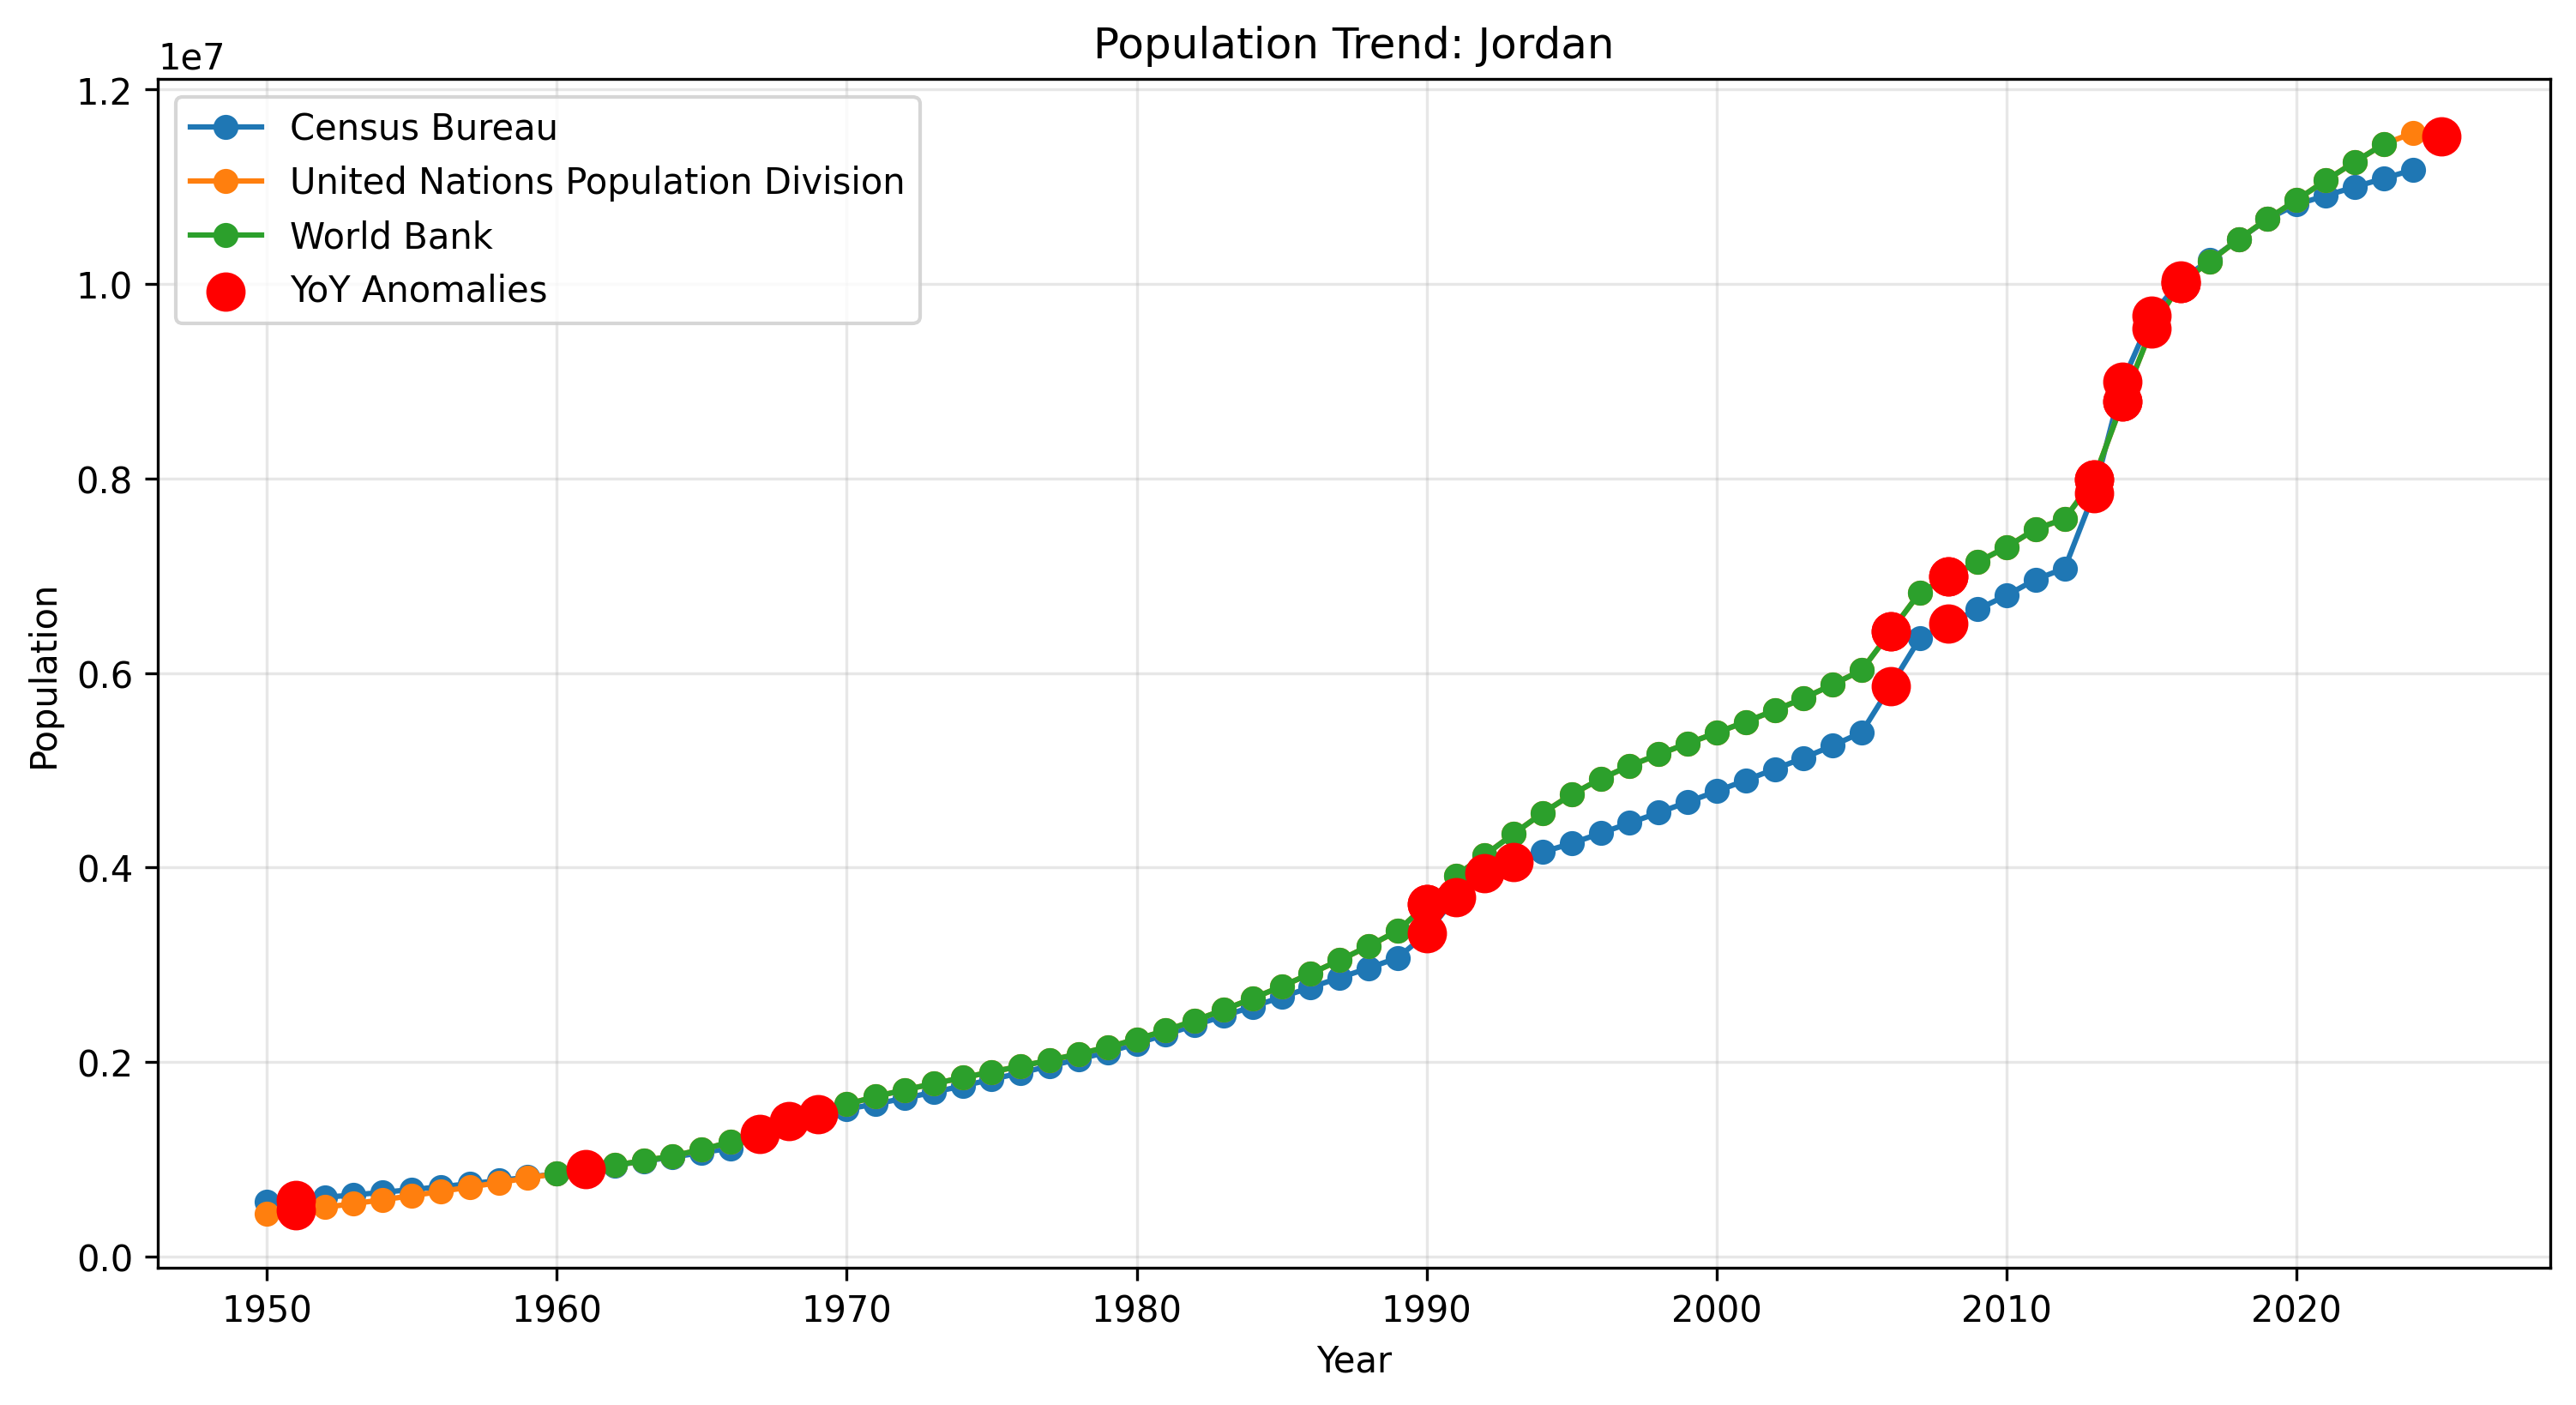 Population Trend: Jordan
1e7
1.2
1.0
0.8
0.6
0.4
0.2
0.0
Population
Census Bureau
United Nations Population Division
World Bank
YoY Anomalies
1950 1960 1970 1980 1990 2000 2010 2020
Year